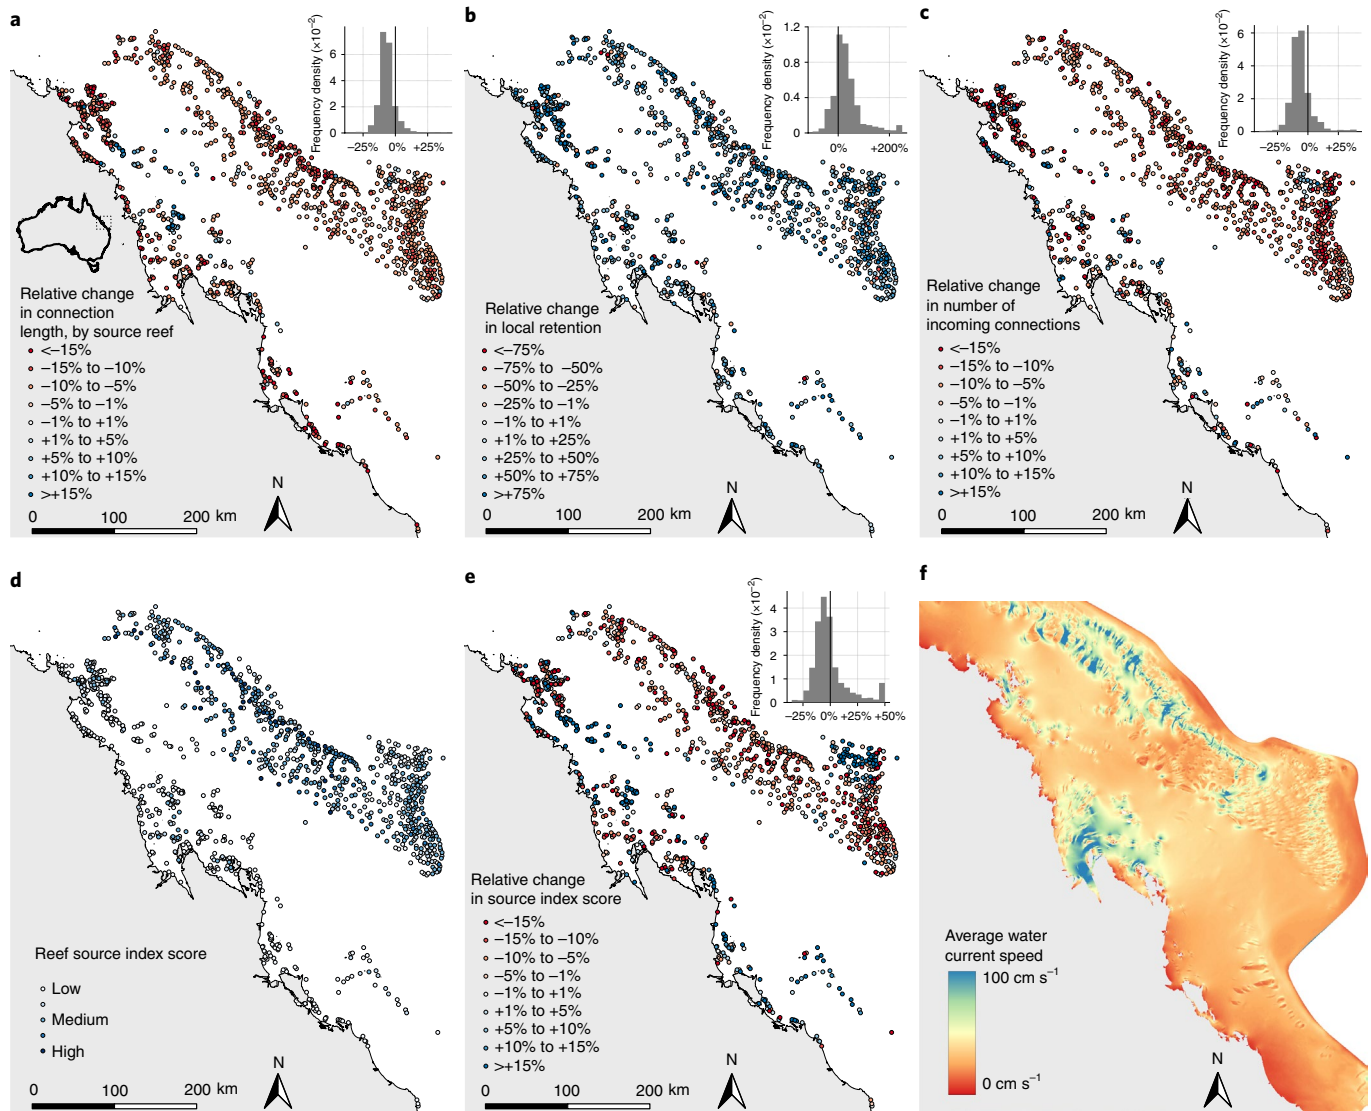 a
Frequency density (×10⁻²)
6
4
2
0
−25%
0%
+25%
Relative change
in connection
length, by source reef
<−15%
−15% to −10%
−10% to −5%
−5% to −1%
−1% to +1%
+1% to +5%
+5% to +10%
+10% to +15%
>+15%
N
0
100
200 km
b
Frequency density (×10⁻²)
1.2
0.8
0.4
0
0%
+200%
Relative change
in local retention
<−75%
−75% to −50%
−50% to −25%
−25% to −1%
−1% to +1%
+1% to +25%
+25% to +50%
+50% to +75%
>+75%
N
0
100
200 km
c
Frequency density (×10⁻²)
6
4
2
0
−25%
0%
+25%
Relative change
in number of
incoming connections
<−15%
−15% to −10%
−10% to −5%
−5% to −1%
−1% to +1%
+1% to +5%
+5% to +10%
+10% to +15%
>+15%
N
0
100
200 km
d
Reef source index score
Low
Medium
High
N
0
100
200 km
e
Frequency density (×10⁻²)
4
3
2
1
0
−25%
0%
+25%
+50%
Relative change
in source index score
<−15%
−15% to −10%
−10% to −5%
−5% to −1%
−1% to +1%
+1% to +5%
+5% to +10%
+10% to +15%
>+15%
N
0
100
200 km
f
Average water
current speed
100 cm s⁻¹
0 cm s⁻¹
N